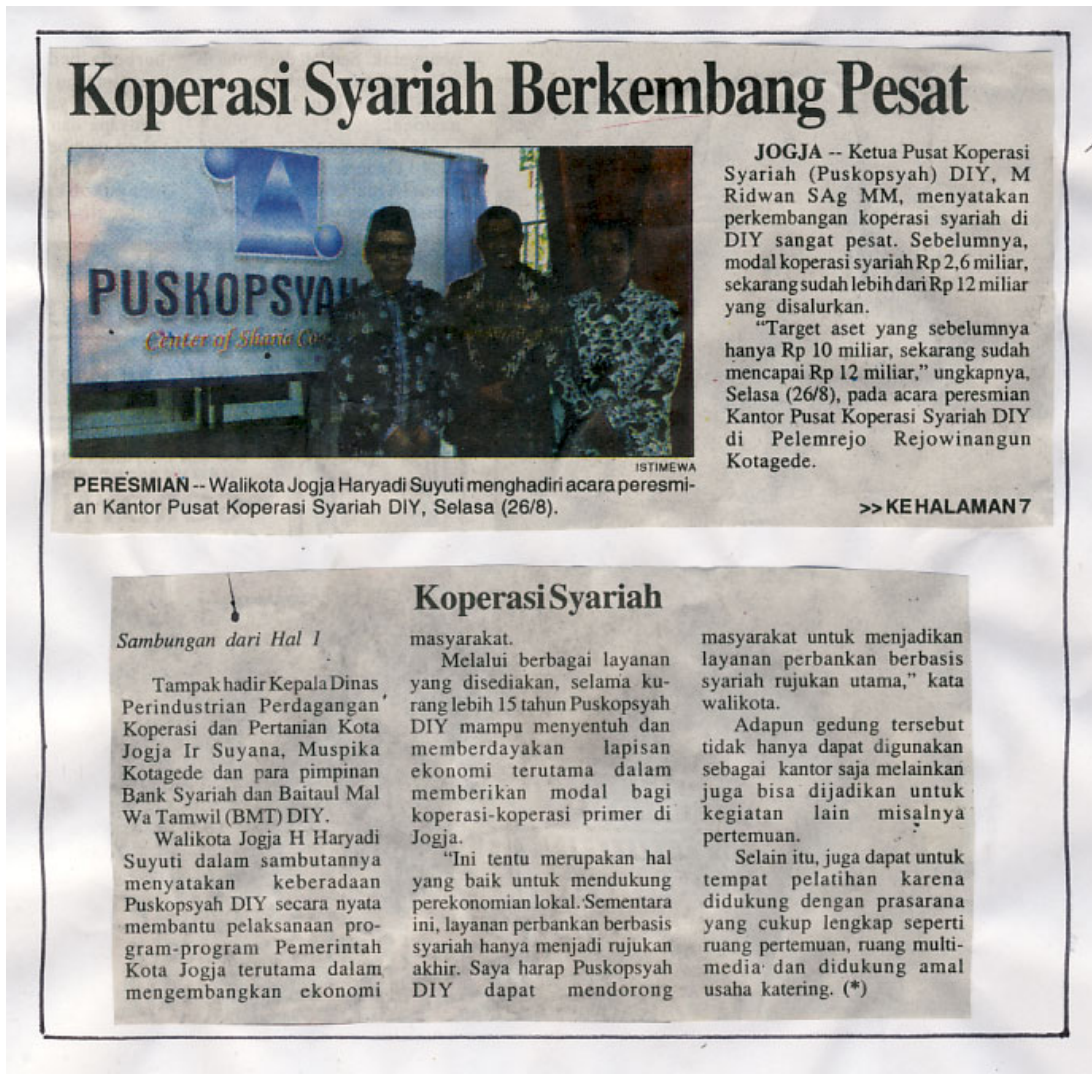 Koperasi Syariah Berkembang Pesat
PUSKOPSYAH
Center of Sharia Co
ISTIMEWA
PERESMIAN -- Walikota Jogja Haryadi Suyuti menghadiri acara peresmi-
an Kantor Pusat Koperasi Syariah DIY, Selasa (26/8).
JOGJA -- Ketua Pusat Koperasi
Syariah (Puskopsyah) DIY, M
Ridwan SAg MM, menyatakan
perkembangan koperasi syariah di
DIY sangat pesat. Sebelumnya,
modal koperasi syariah Rp 2,6 miliar,
sekarang sudah lebih dari Rp 12 miliar
yang disalurkan.
“Target aset yang sebelumnya
hanya Rp 10 miliar, sekarang sudah
mencapai Rp 12 miliar,” ungkapnya,
Selasa (26/8), pada acara peresmian
Kantor Pusat Koperasi Syariah DIY
di Pelemrejo Rejowinangun
Kotagede.
>> KE HALAMAN 7
Koperasi Syariah
Sambungan dari Hal 1
Tampak hadir Kepala Dinas
Perindustrian Perdagangan
Koperasi dan Pertanian Kota
Jogja Ir Suyana, Muspika
Kotagede dan para pimpinan
Bank Syariah dan Baitaul Mal
Wa Tamwil (BMT) DIY.
Walikota Jogja H Haryadi
Suyuti dalam sambutannya
menyatakan keberadaan
Puskopsyah DIY secara nyata
membantu pelaksanaan pro-
gram-program Pemerintah
Kota Jogja terutama dalam
mengembangkan ekonomi
masyarakat.
Melalui berbagai layanan
yang disediakan, selama ku-
rang lebih 15 tahun Puskopsyah
DIY mampu menyentuh dan
memberdayakan lapisan
ekonomi terutama dalam
memberikan modal bagi
koperasi-koperasi primer di
Jogja.
“Ini tentu merupakan hal
yang baik untuk mendukung
perekonomian lokal. Sementara
ini, layanan perbankan berbasis
syariah hanya menjadi rujukan
akhir. Saya harap Puskopsyah
DIY dapat mendorong
masyarakat untuk menjadikan
layanan perbankan berbasis
syariah rujukan utama,” kata
walikota.
Adapun gedung tersebut
tidak hanya dapat digunakan
sebagai kantor saja melainkan
juga bisa dijadikan untuk
kegiatan lain misalnya
pertemuan.
Selain itu, juga dapat untuk
tempat pelatihan karena
didukung dengan prasarana
yang cukup lengkap seperti
ruang pertemuan, ruang multi-
media dan didukung amal
usaha katering. (*)